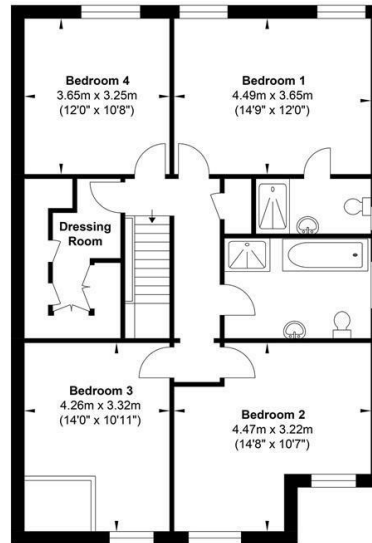 Bedroom 4
3.65m x 3.25m
(12'0" x 10'8")
Bedroom 1
4.49m x 3.65m
(14'9" x 12'0")
Dressing
Room
Bedroom 3
4.26m x 3.32m
(14'0" x 10'11")
Bedroom 2
4.47m x 3.22m
(14'8" x 10'7")